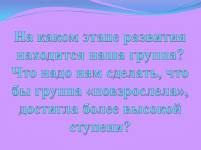 На каком этапе развития
находится наша группа?
Что надо нам сделать, что
бы группа «повзрослела»,
достигла более высокой
ступени?